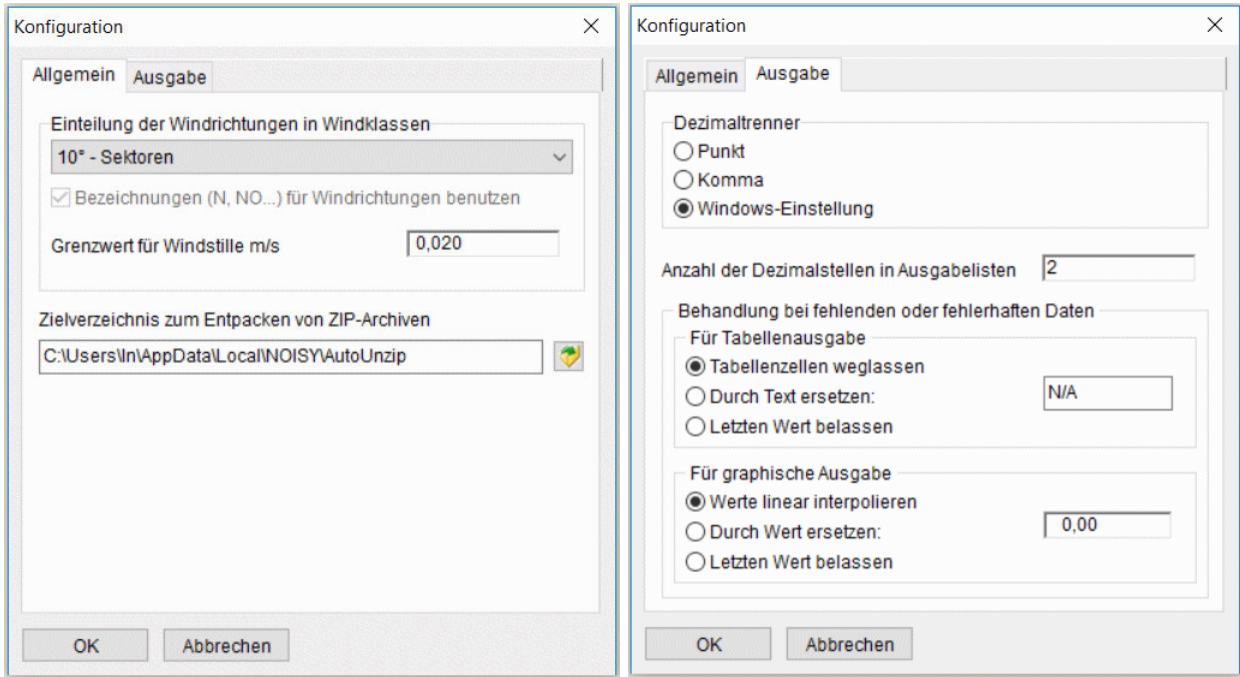 Konfiguration
Allgemein Ausgabe
Einteilung der Windrichtungen in Windklassen
10° - Sektoren
Bezeichnungen (N, NO...) für Windrichtungen benutzen
Grenzwert für Windstille m/s 0,020
Zielverzeichnis zum Entpacken von ZIP-Archiven
C:\Users\In\AppData\Local\NOISY\AutoUnzip
OK Abbrechen
Konfiguration
Allgemein Ausgabe
Dezimaltrenner
Punkt
Komma
Windows-Einstellung
Anzahl der Dezimalstellen in Ausgabelisten 2
Behandlung bei fehlenden oder fehlerhaften Daten
Für Tabellenausgabe
Tabellenzellen weglassen
Durch Text ersetzen: N/A
Letzten Wert belassen
Für graphische Ausgabe
Werte linear interpolieren
Durch Wert ersetzen: 0,00
Letzten Wert belassen
OK Abbrechen